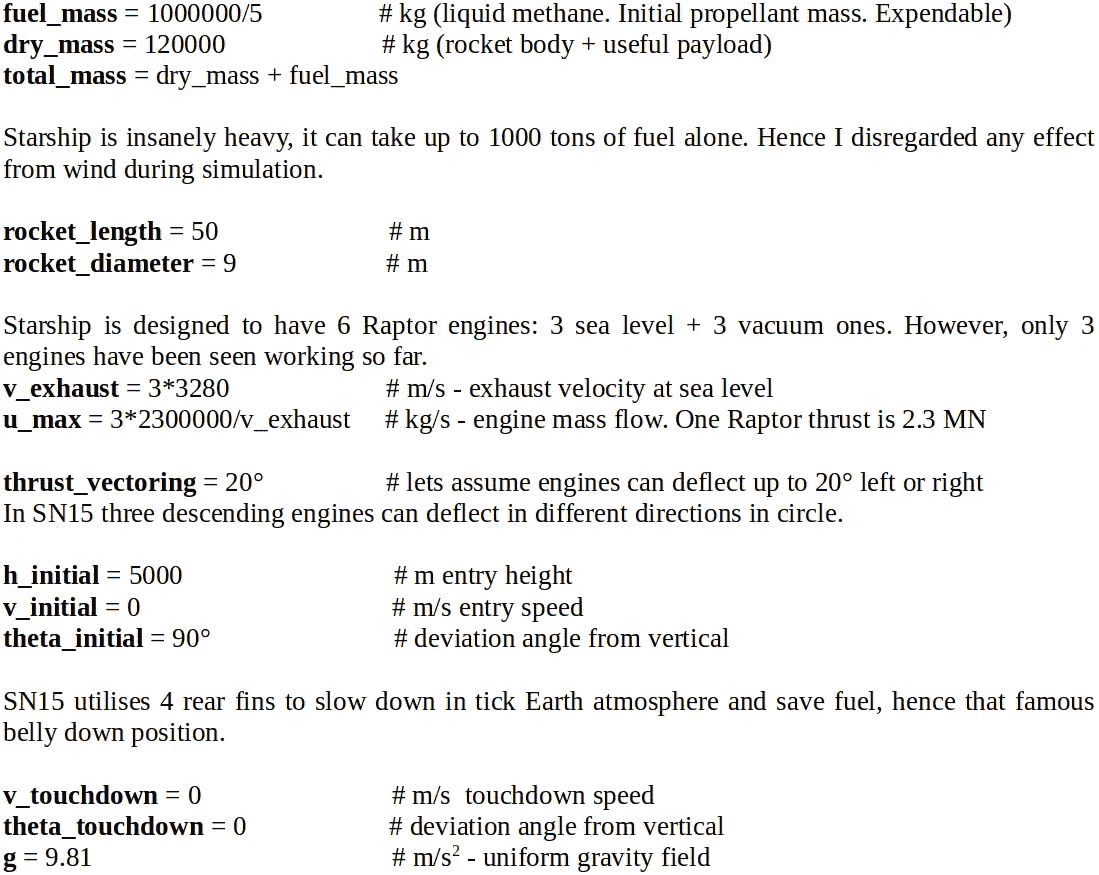 fuel_mass = 1000000/5 # kg (liquid methane. Initial propellant mass. Expendable)
dry_mass = 120000 # kg (rocket body + useful payload)
total_mass = dry_mass + fuel_mass
Starship is insanely heavy, it can take up to 1000 tons of fuel alone. Hence I disregarded any effect
from wind during simulation.
rocket_length = 50 # m
rocket_diameter = 9 # m
Starship is designed to have 6 Raptor engines: 3 sea level + 3 vacuum ones. However, only 3
engines have been seen working so far.
v_exhaust = 3*3280 # m/s - exhaust velocity at sea level
u_max = 3*2300000/v_exhaust # kg/s - engine mass flow. One Raptor thrust is 2.3 MN
thrust_vectoring = 20° # lets assume engines can deflect up to 20° left or right
In SN15 three descending engines can deflect in different directions in circle.
h_initial = 5000 # m entry height
v_initial = 0 # m/s entry speed
theta_initial = 90° # deviation angle from vertical
SN15 utilises 4 rear fins to slow down in tick Earth atmosphere and save fuel, hence that famous
belly down position.
v_touchdown = 0 # m/s touchdown speed
theta_touchdown = 0 # deviation angle from vertical
g = 9.81 # m/s² - uniform gravity field